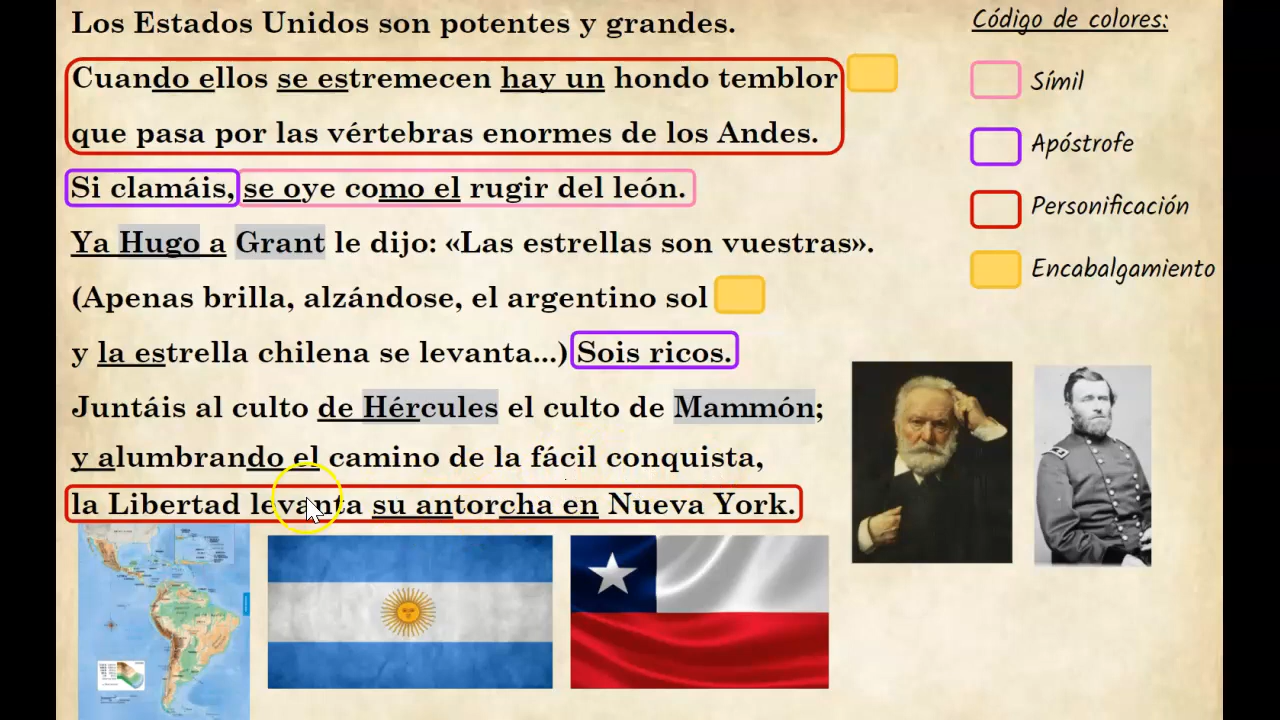 Los Estados Unidos son potentes y grandes.
Cuando ellos se estremecen hay un hondo temblor
que pasa por las vértebras enormes de los Andes.
Si clamáis, se oye como el rugir del león.
Ya Hugo a Grant le dijo: «Las estrellas son vuestras».
(Apenas brilla, alzándose, el argentino sol
y la estrella chilena se levanta...) Sois ricos.
Juntáis al culto de Hércules el culto de Mammón;
y alumbrando el camino de la fácil conquista,
la Libertad levanta su antorcha en Nueva York.
Código de colores:
Símil
Apóstrofe
Personificación
Encabalgamiento